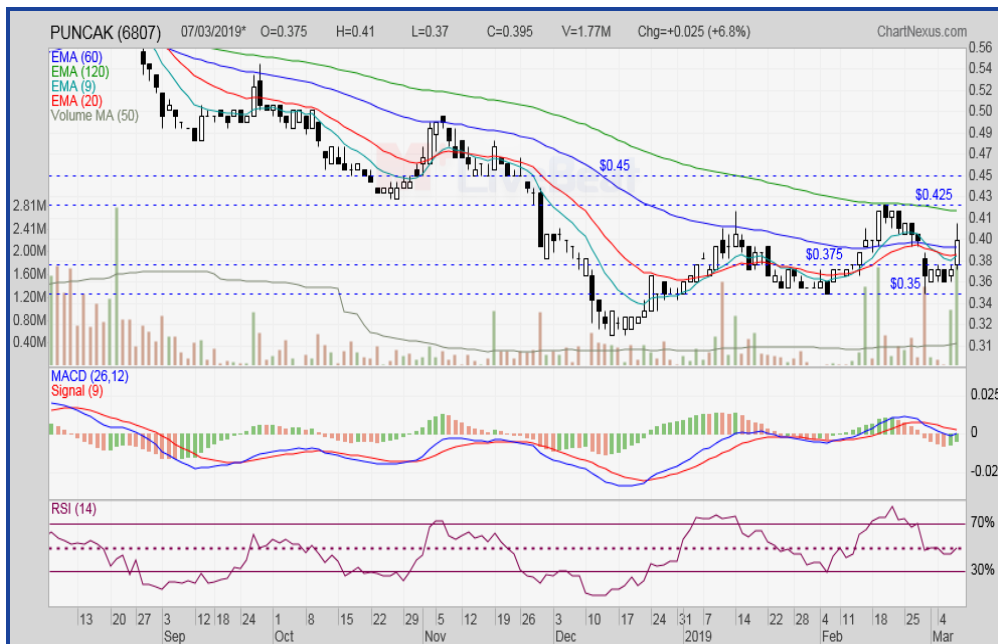 PUNCAK (6807) 07/03/2019* O=0.375 H=0.41 L=0.37 C=0.395 V=1.77M Chg=+0.025 (+6.8%) ChartNexus.com
EMA (60)
EMA (120)
EMA (9)
EMA (20)
Volume MA (50)
0.56
0.54
0.52
0.50
0.49
0.47
0.45
0.43
0.41
0.40
0.38
0.36
0.34
0.32
0.31
$0.45
$0.425
$0.375
$0.35
2.81M
2.41M
2.00M
1.60M
1.20M
0.80M
0.40M
MACD (26,12)
Signal (9)
0.025
0
-0.02
RSI (14)
70%
30%
13 20 27 3 12 18 24 1 8 15 22 29 5 13 19 26 3 10 17 24 31 7 14 22 28 4 11 18 25 4
Sep Oct Nov Dec 2019 Feb Mar